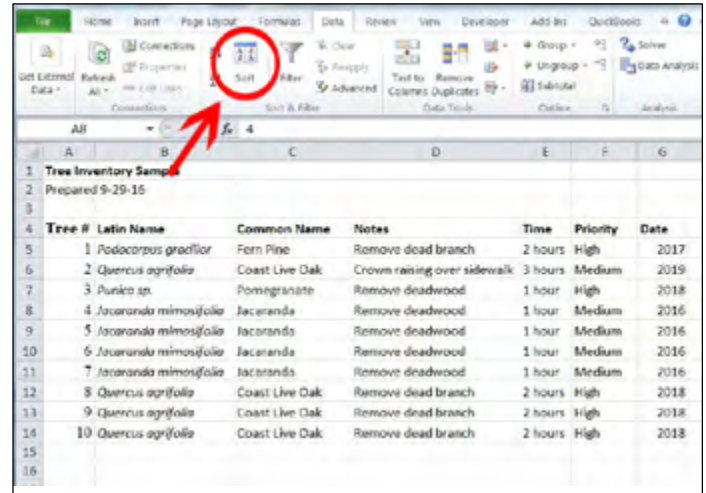 File Home Insert Page Layout Formulas Data Review View Developer Add-Ins QuickBooks
Get External Data
Refresh All
Connections
Properties
Edit Links
Connections
Sort
Filter
Clear
Reapply
Advanced
Sort & Filter
Text to Columns
Remove Duplicates
Data Tools
Group
Ungroup
Subtotal
Outline
Solver
Data Analysis
Analysis
A8 fx 4
A B C D E F G
1 Tree Inventory Sample
2 Prepared 9-29-16
3
4 Tree # Latin Name Common Name Notes Time Priority Date
5 1 Podocarpus gracilior Fern Pine Remove dead branch 2 hours High 2017
6 2 Quercus agrifolia Coast Live Oak Crown raising over sidewalk 3 hours Medium 2019
7 3 Punica sp. Pomegranate Remove deadwood 1 hour High 2018
8 4 Jacaranda mimosifolia Jacaranda Remove deadwood 1 hour Medium 2016
9 5 Jacaranda mimosifolia Jacaranda Remove deadwood 1 hour Medium 2016
10 6 Jacaranda mimosifolia Jacaranda Remove deadwood 1 hour Medium 2016
11 7 Jacaranda mimosifolia Jacaranda Remove deadwood 1 hour Medium 2016
12 8 Quercus agrifolia Coast Live Oak Remove dead branch 2 hours High 2018
13 9 Quercus agrifolia Coast Live Oak Remove dead branch 2 hours High 2018
14 10 Quercus agrifolia Coast Live Oak Remove dead branch 2 hours High 2018
15
16